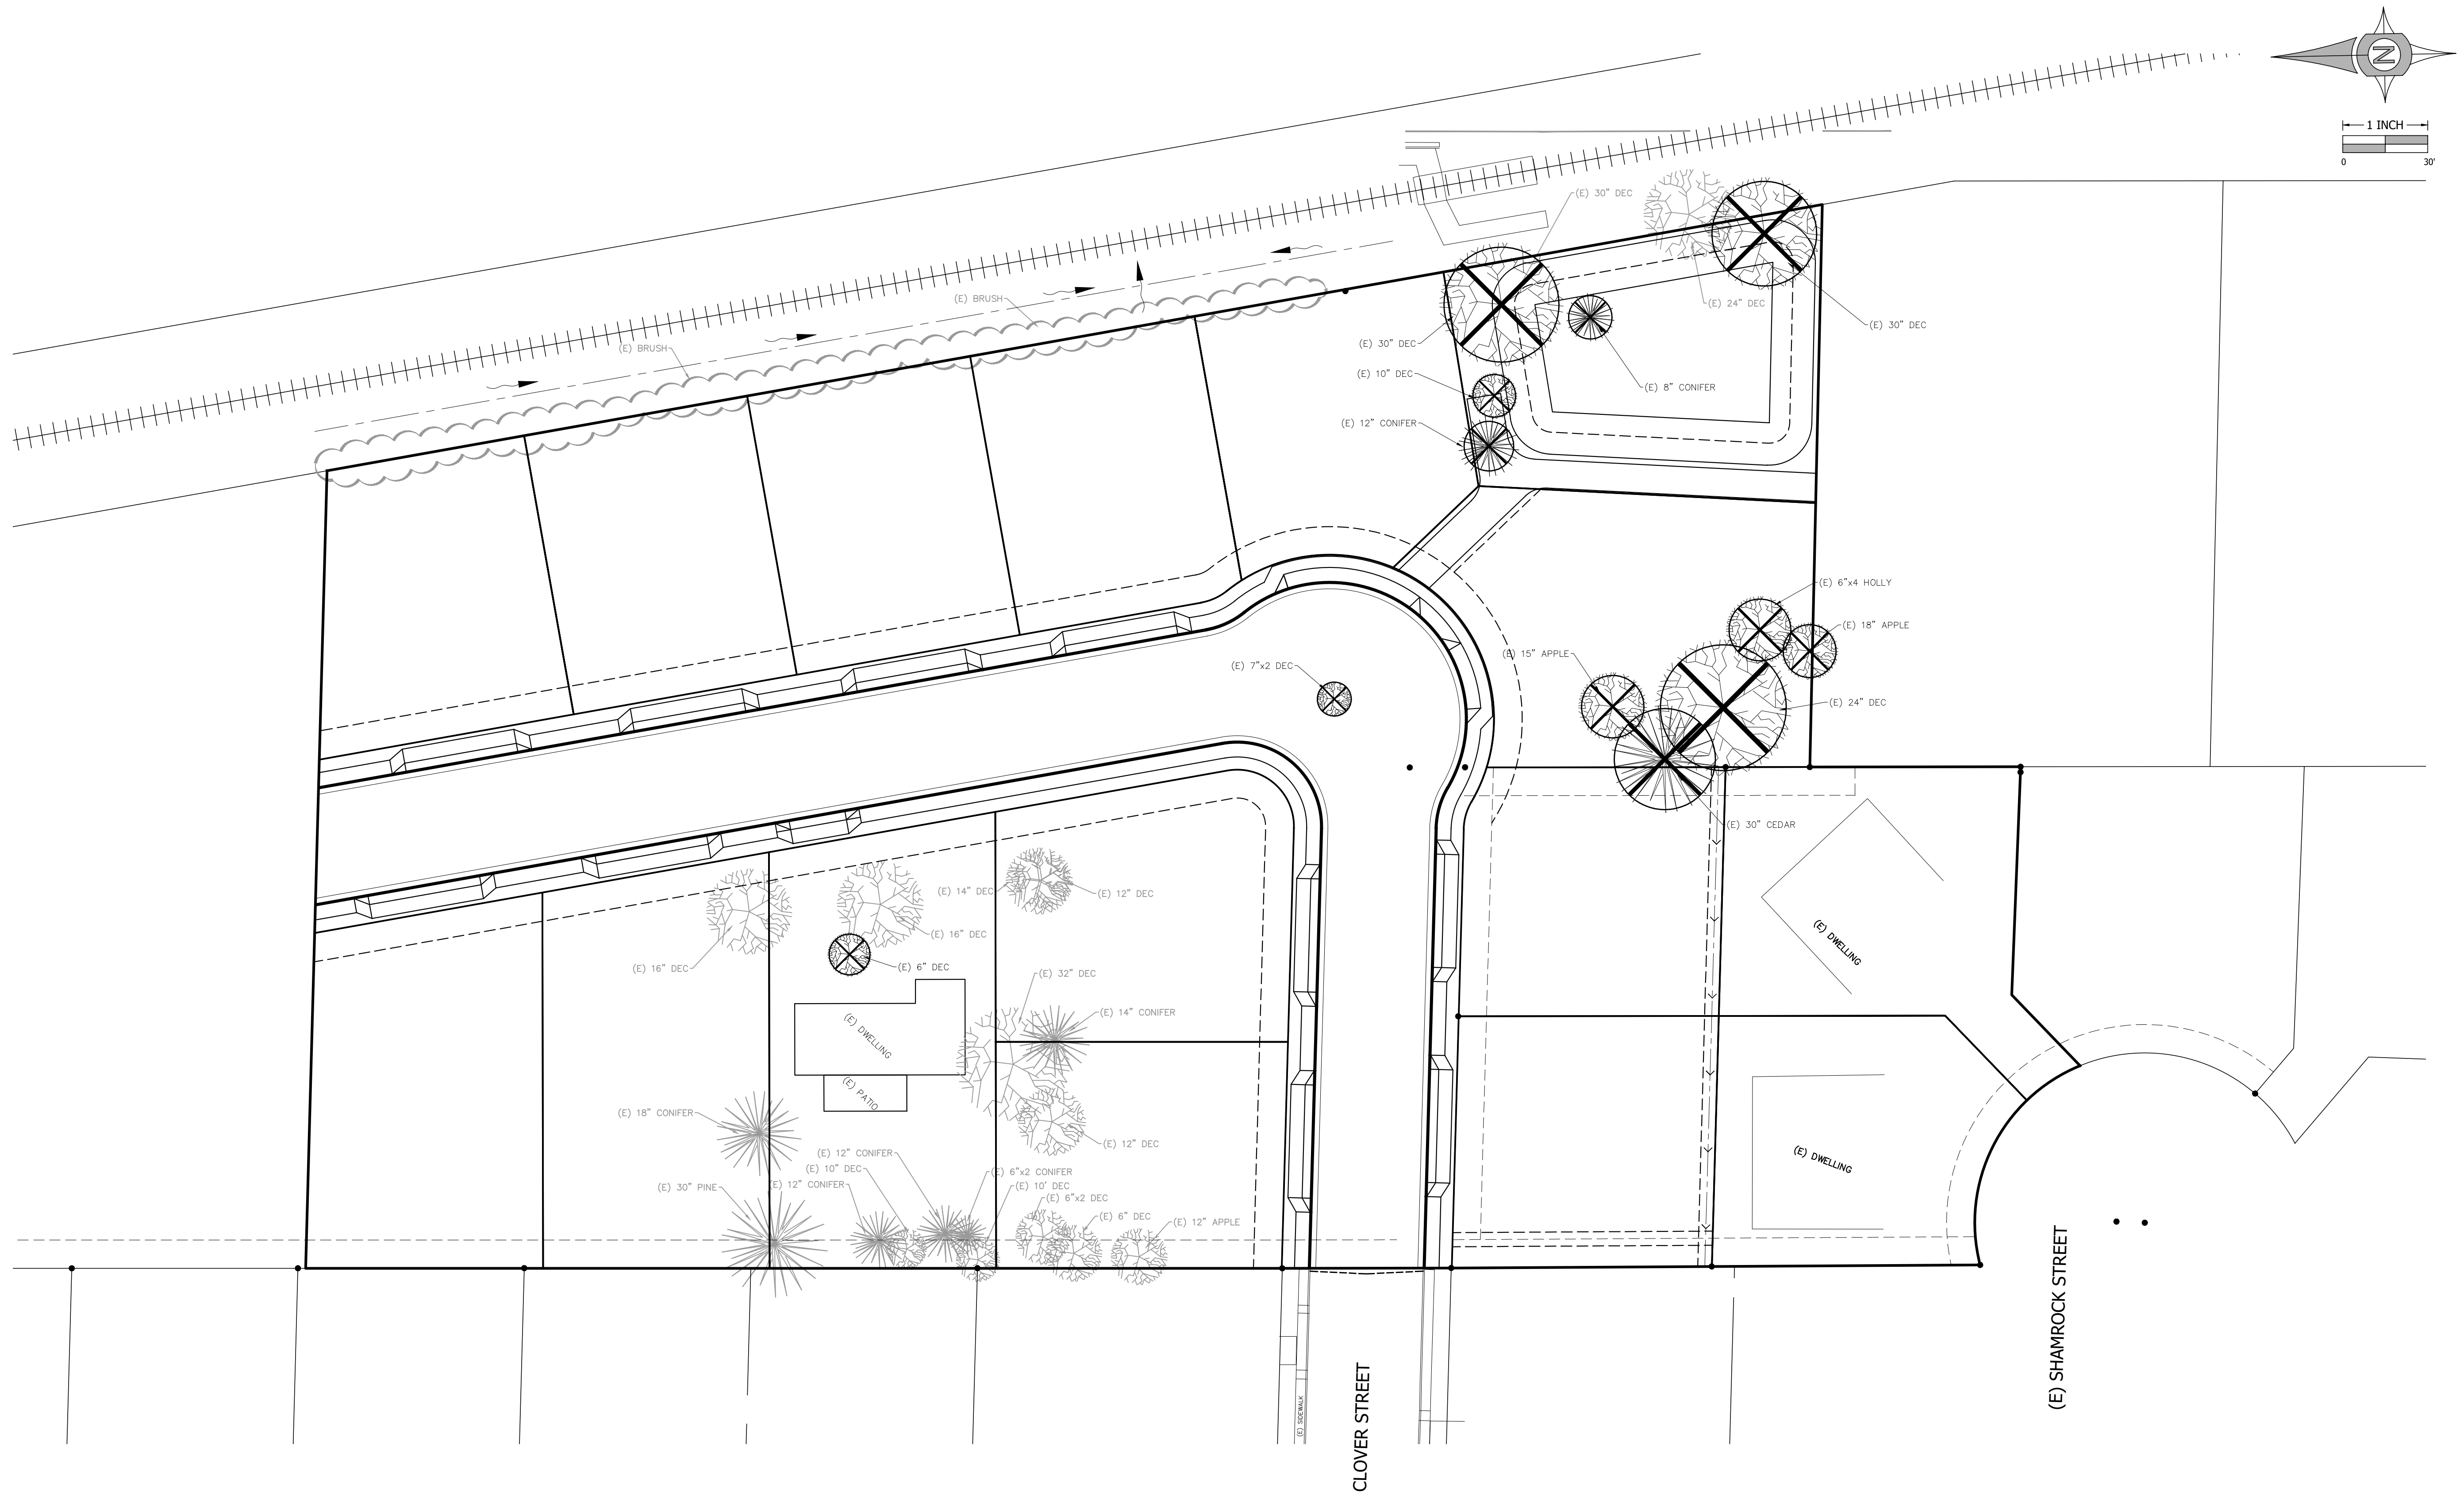 N
1 INCH
0 30'
(E) 30" DEC
(E) BRUSH
(E) 24" DEC
(E) 30" DEC
(E) BRUSH
(E) 30" DEC
(E) 10" DEC
(E) 8" CONIFER
(E) 12" CONIFER
(E) 6"x4 HOLLY
(E) 18" APPLE
(E) 15" APPLE
(E) 7"x2 DEC
(E) 24" DEC
(E) 30" CEDAR
(E) 14" DEC
(E) 12" DEC
(E) 16" DEC
(E) 16" DEC
(E) 6" DEC
(E) 32" DEC
(E) DWELLING
(E) 14" CONIFER
(E) DWELLING
(E) PATIO
(E) 18" CONIFER
(E) 12" DEC
(E) 12" CONIFER
(E) DWELLING
(E) 10" DEC
(E) 6"x2 CONIFER
(E) 30" PINE
(E) 12" CONIFER
(E) 10' DEC
(E) 6"x2 DEC
(E) 6" DEC
(E) 12" APPLE
(E) SHAMROCK STREET
(E) SIDEWALK
CLOVER STREET